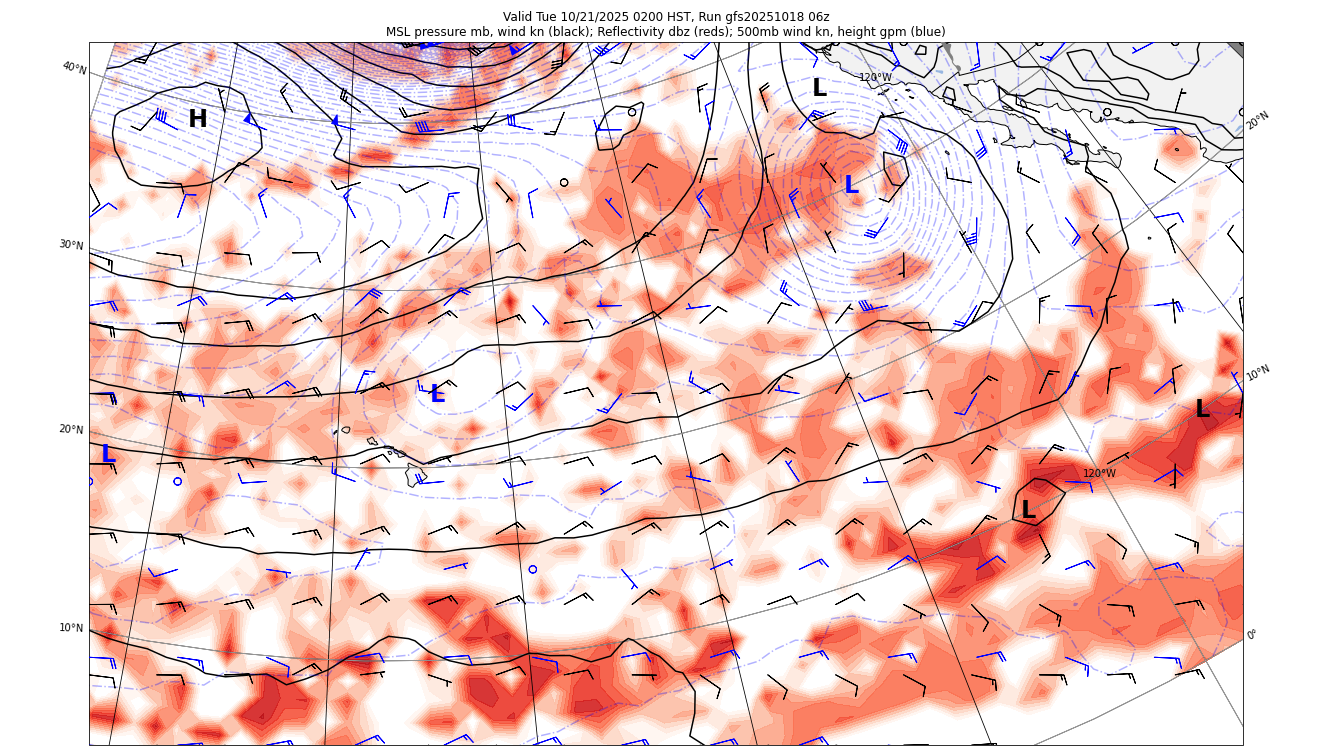 Valid Tue 10/21/2025 0200 HST, Run gfs20251018 06z
MSL pressure mb, wind kn (black); Reflectivity dbz (reds); 500mb wind kn, height gpm (blue)
40°N
120°W
L
H
20°N
L
30°N
10°N
L
L
20°N
L
120°W
L
10°N
0°